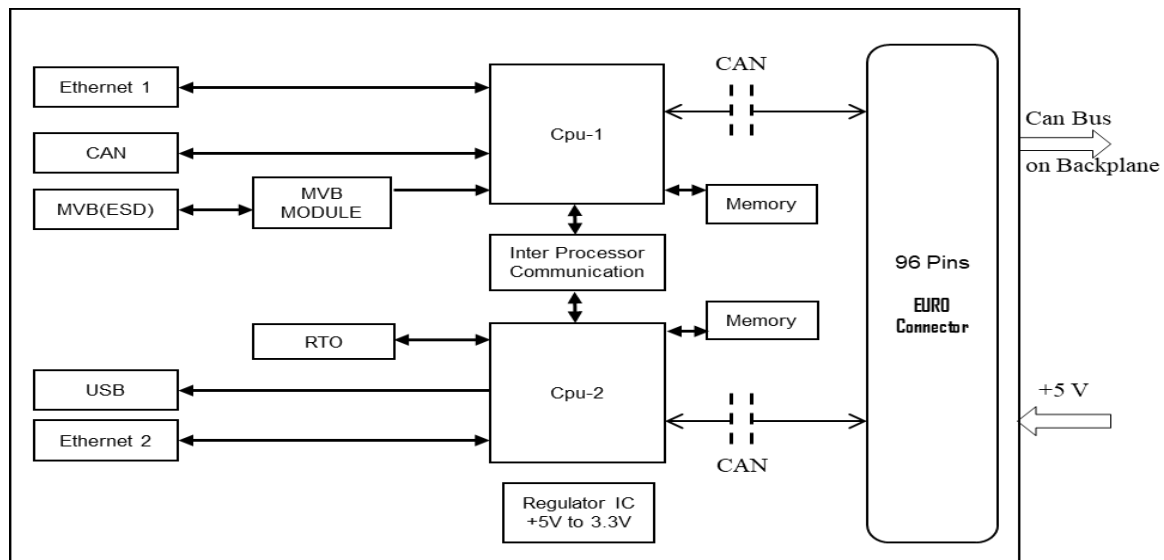 Ethernet 1
CAN
MVB(ESD)
MVB
MODULE
Cpu-1
CAN
Memory
Inter Processor
Communication
Memory
RTO
USB
Ethernet 2
Cpu-2
CAN
Regulator IC
+5V to 3.3V
96 Pins
EURO
Connector
Can Bus
on Backplane
+5 V